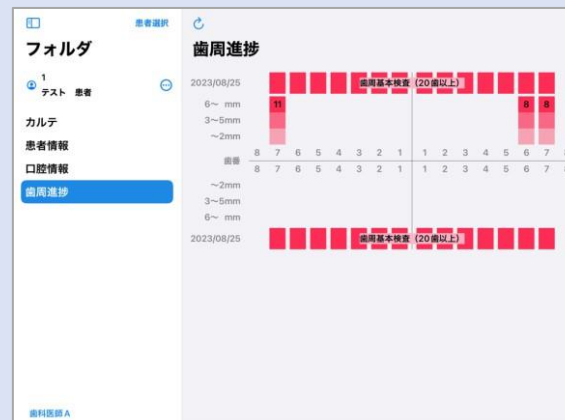 患者選択
フォルダ
1
テスト 患者
カルテ
患者情報
口腔情報
歯周進捗
歯科医師A
歯周進捗
2023/08/25 歯周基本検査（20歯以上）
6〜 mm 11 8 8
3〜5mm
〜2mm
8 7 6 5 4 3 2 1 1 2 3 4 5 6 7 8
歯番
8 7 6 5 4 3 2 1 1 2 3 4 5 6 7 8
〜2mm
3〜5mm
6〜 mm
2023/08/25 歯周基本検査（20歯以上）